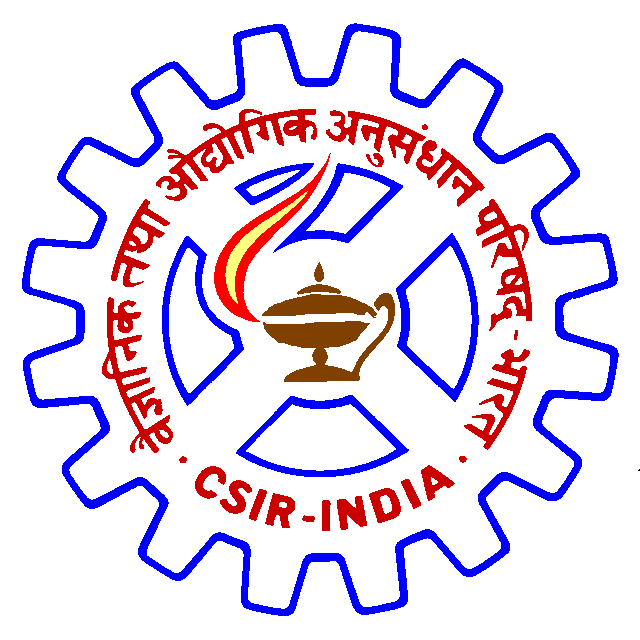 वैज्ञानिक तथा औद्योगिक अनुसंधान परिषद् - भारत
· CSIR-INDIA ·